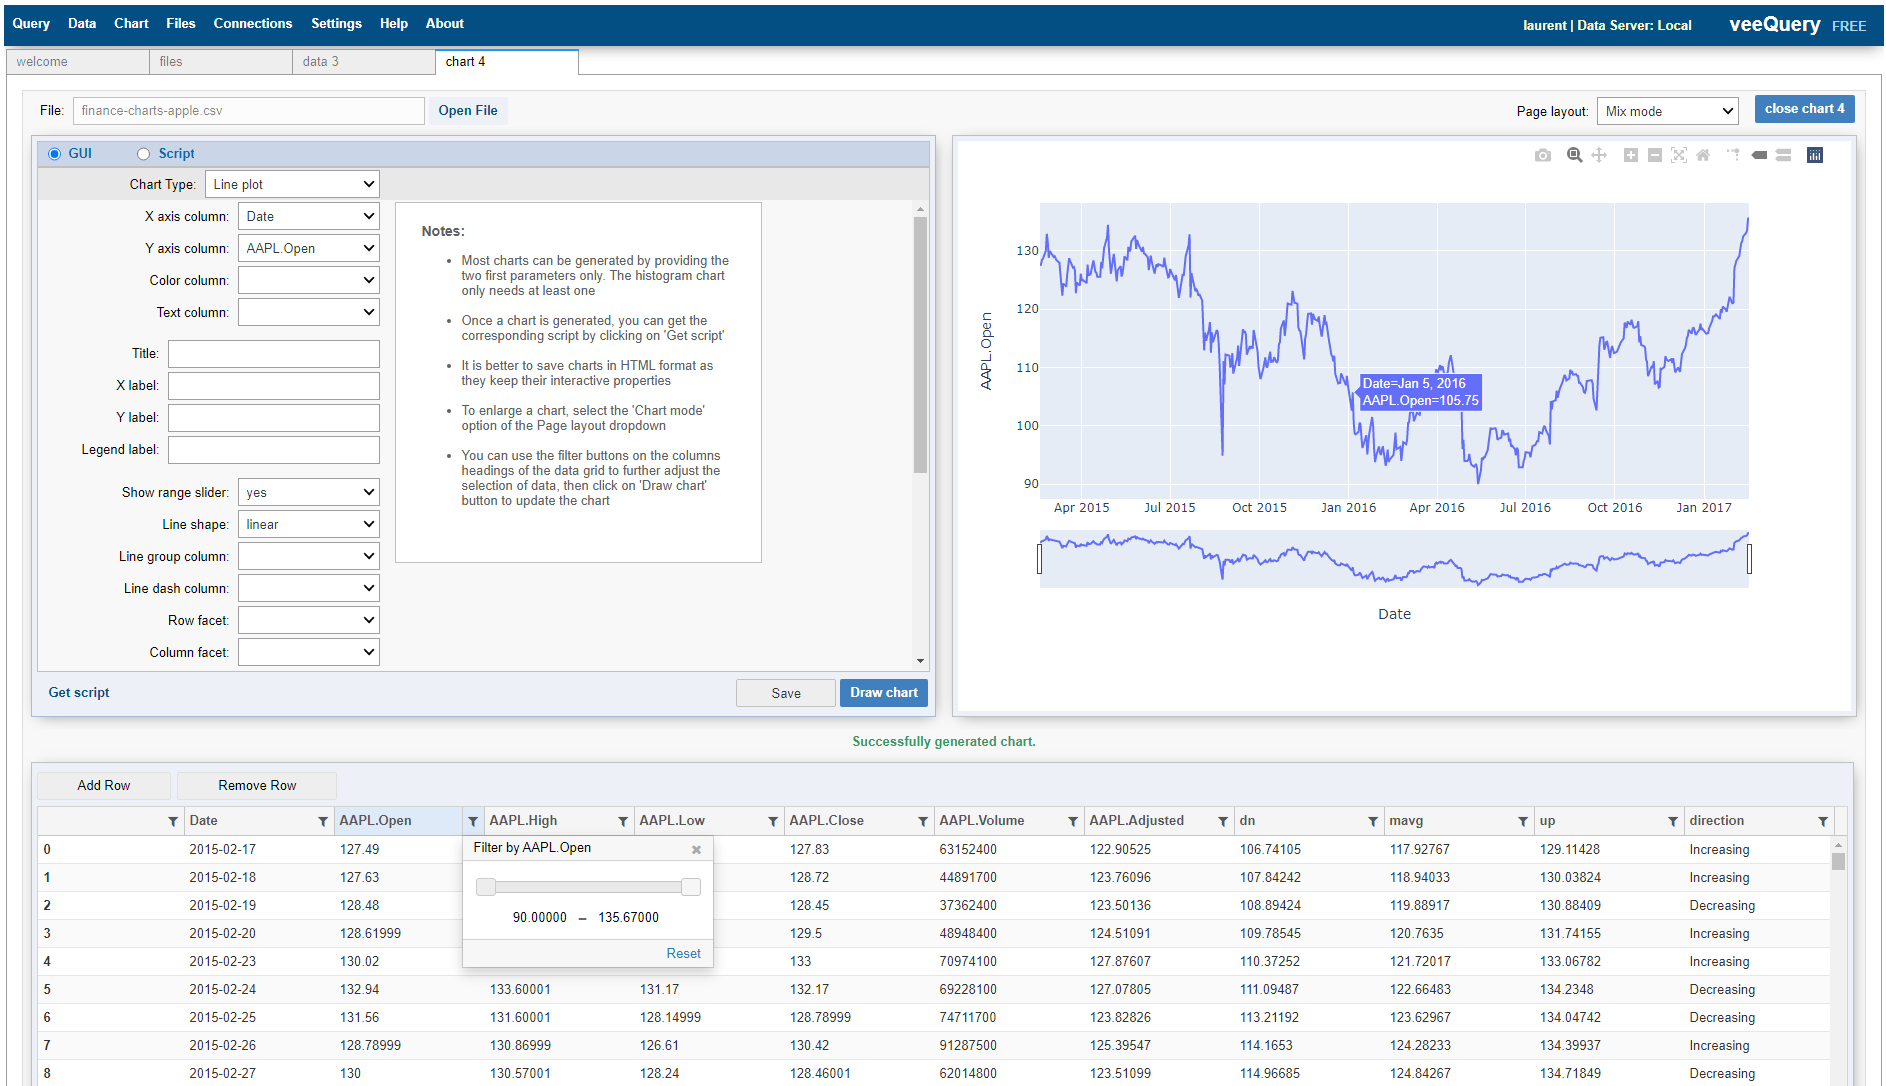 Query Data Chart Files Connections Settings Help About
laurent | Data Server: Local veeQuery FREE
welcome files data 3 chart 4
File: finance-charts-apple.csv Open File
Page layout: Mix mode close chart 4
GUI Script
Chart Type: Line plot
X axis column: Date
Y axis column: AAPL.Open
Color column:
Text column:
Title:
X label:
Y label:
Legend label:
Show range slider: yes
Line shape: linear
Line group column:
Line dash column:
Row facet:
Column facet:
Notes:
• Most charts can be generated by providing the
two first parameters only. The histogram chart
only needs at least one
• Once a chart is generated, you can get the
corresponding script by clicking on 'Get script'
• It is better to save charts in HTML format as
they keep their interactive properties
• To enlarge a chart, select the 'Chart mode'
option of the Page layout dropdown
• You can use the filter buttons on the columns
headings of the data grid to further adjust the
selection of data, then click on 'Draw chart'
button to update the chart
Get script Save Draw chart
AAPL.Open
130
120
110
100
90
Date=Jan 5, 2016
AAPL.Open=105.75
Apr 2015 Jul 2015 Oct 2015 Jan 2016 Apr 2016 Jul 2016 Oct 2016 Jan 2017
Date
Successfully generated chart.
Add Row Remove Row
Date AAPL.Open AAPL.High AAPL.Low AAPL.Close AAPL.Volume AAPL.Adjusted dn mavg up direction
Filter by AAPL.Open
90.00000 – 135.67000
Reset
0 2015-02-17 127.49 127.83 63152400 122.90525 106.74105 117.92767 129.11428 Increasing
1 2015-02-18 127.63 128.72 44891700 123.76096 107.84242 118.94033 130.03824 Increasing
2 2015-02-19 128.48 128.45 37362400 123.50136 108.89424 119.88917 130.88409 Decreasing
3 2015-02-20 128.61999 129.5 48948400 124.51091 109.78545 120.7635 131.74155 Increasing
4 2015-02-23 130.02 133 70974100 127.87607 110.37252 121.72017 133.06782 Increasing
5 2015-02-24 132.94 133.60001 131.17 132.17 69228100 127.07805 111.09487 122.66483 134.2348 Decreasing
6 2015-02-25 131.56 131.60001 128.14999 128.78999 74711700 123.82826 113.21192 123.62967 134.04742 Decreasing
7 2015-02-26 128.78999 130.86999 126.61 130.42 91287500 125.39547 114.1653 124.28233 134.39937 Increasing
8 2015-02-27 130 130.57001 128.24 128.46001 62014800 123.51099 114.96685 124.84267 134.71849 Decreasing